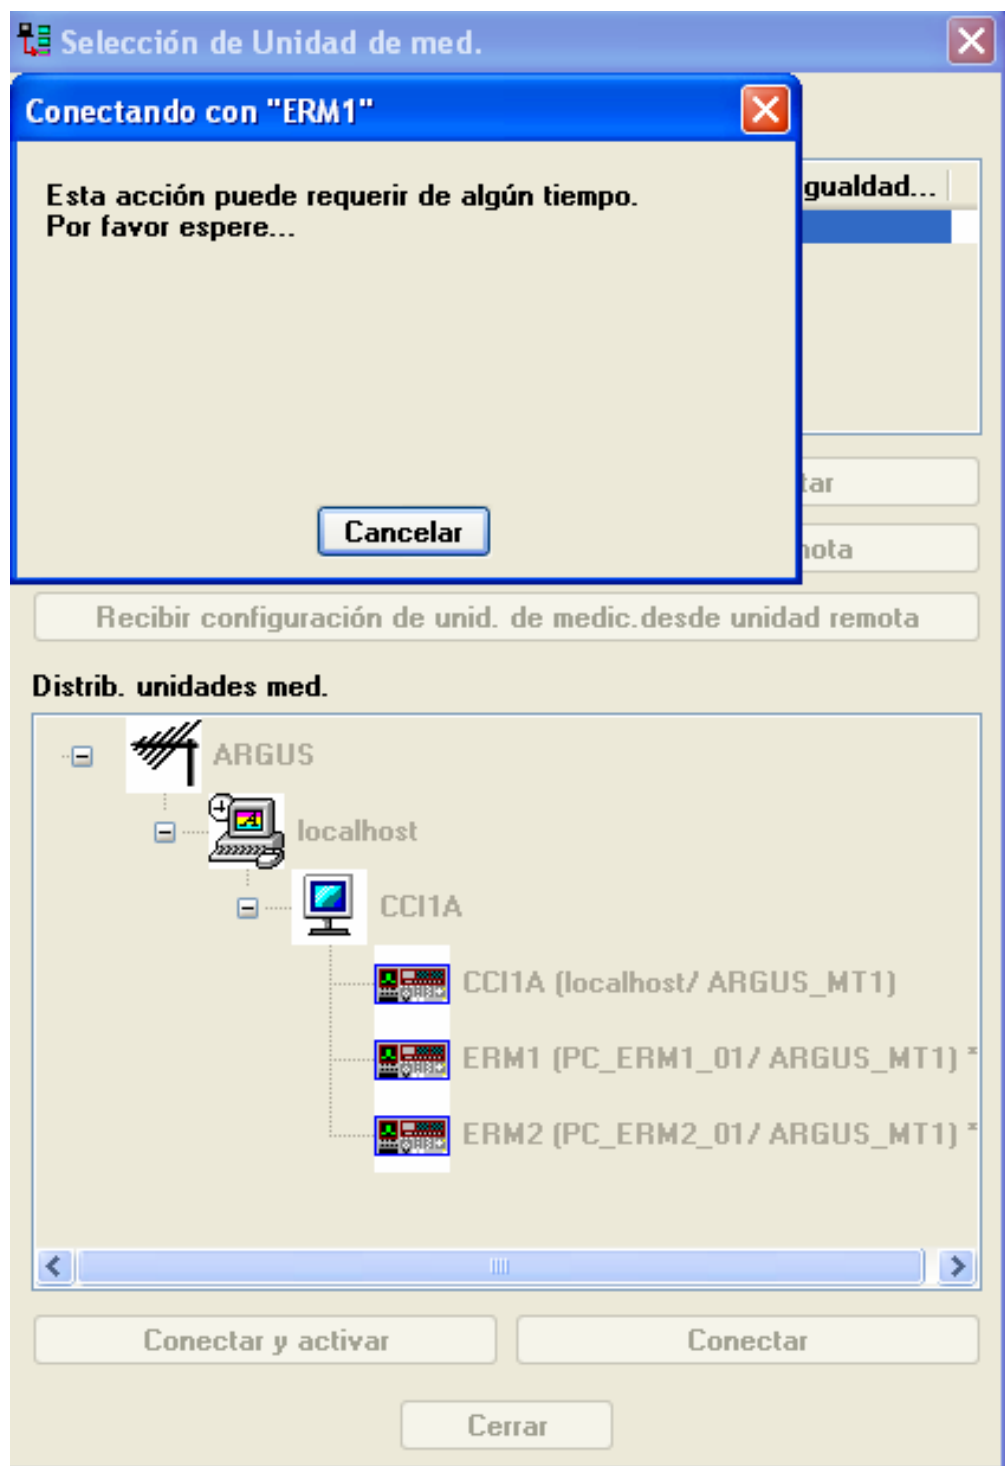 Selección de Unidad de med.
Conectando con "ERM1"
Esta acción puede requerir de algún tiempo.
Por favor espere...
Cancelar
gualdad...
tar
nota
Recibir configuración de unid. de medic.desde unidad remota
Distrib. unidades med.
ARGUS
localhost
CCI1A
CCI1A (localhost/ ARGUS_MT1)
ERM1 (PC_ERM1_01/ ARGUS_MT1) *
ERM2 (PC_ERM2_01/ ARGUS_MT1) *
Conectar y activar
Conectar
Cerrar